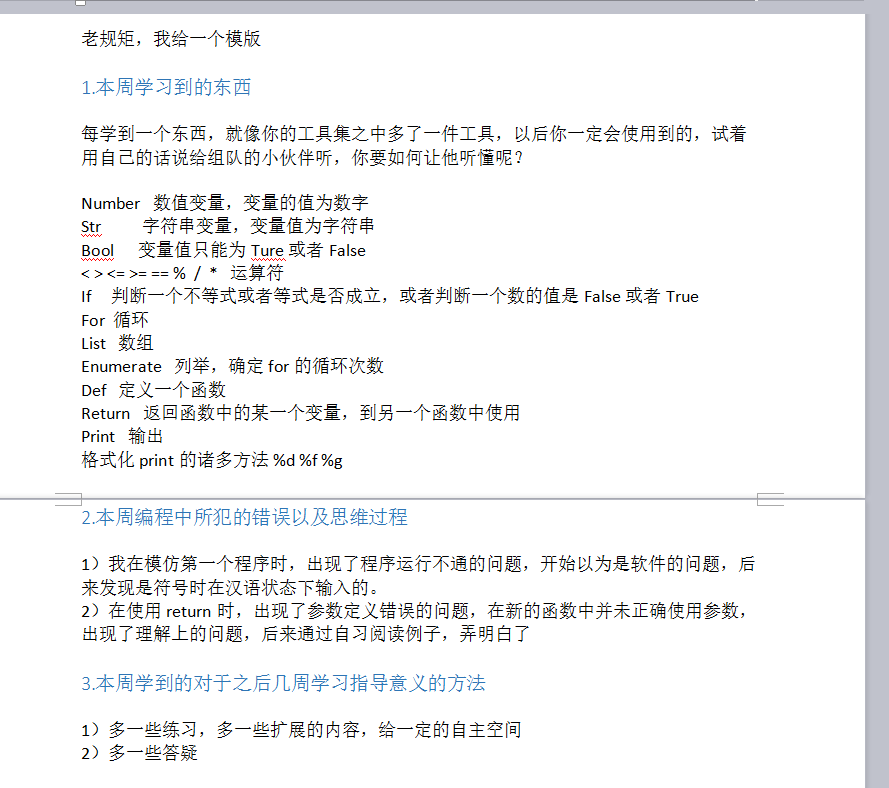 老规矩，我给一个模版
1.本周学习到的东西
每学到一个东西，就像你的工具集之中多了一件工具，以后你一定会使用到的，试着
用自己的话说给组队的小伙伴听，你要如何让他听懂呢？
Number 数值变量，变量的值为数字
Str 字符串变量，变量值为字符串
Bool 变量值只能为 Ture 或者 False
< > <= >= == % / * 运算符
If 判断一个不等式或者等式是否成立，或者判断一个数的值是 False 或者 True
For 循环
List 数组
Enumerate 列举，确定 for 的循环次数
Def 定义一个函数
Return 返回函数中的某一个变量，到另一个函数中使用
Print 输出
格式化 print 的诸多方法 %d %f %g
2.本周编程中所犯的错误以及思维过程
1）我在模仿第一个程序时，出现了程序运行不通的问题，开始以为是软件的问题，后
来发现是符号时在汉语状态下输入的。
2）在使用 return 时，出现了参数定义错误的问题，在新的函数中并未正确使用参数，
出现了理解上的问题，后来通过自习阅读例子，弄明白了
3.本周学到的对于之后几周学习指导意义的方法
1）多一些练习，多一些扩展的内容，给一定的自主空间
2）多一些答疑